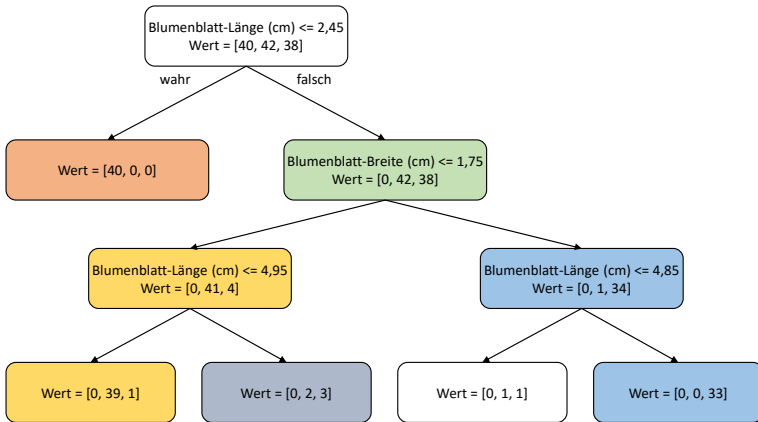 Blumenblatt-Länge (cm) <= 2,45
Wert = [40, 42, 38]
wahr
falsch
Wert = [40, 0, 0]
Blumenblatt-Breite (cm) <= 1,75
Wert = [0, 42, 38]
Blumenblatt-Länge (cm) <= 4,95
Wert = [0, 41, 4]
Blumenblatt-Länge (cm) <= 4,85
Wert = [0, 1, 34]
Wert = [0, 39, 1]
Wert = [0, 2, 3]
Wert = [0, 1, 1]
Wert = [0, 0, 33]